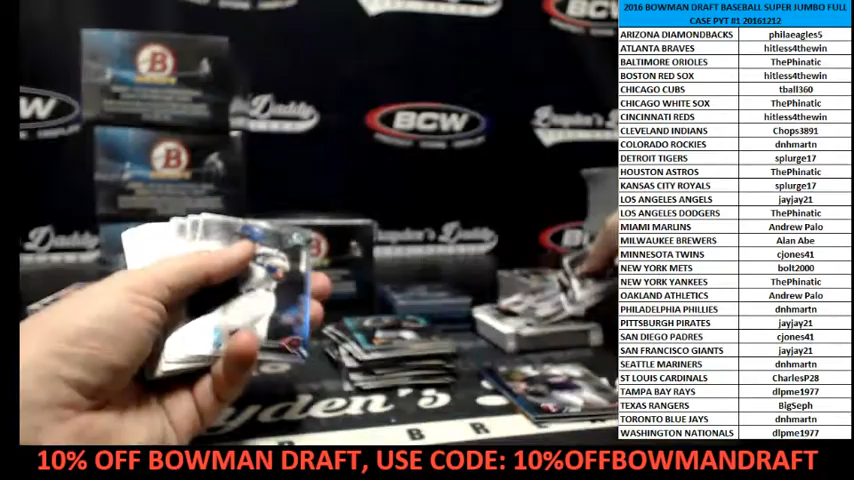 2016 BOWMAN DRAFT BASEBALL SUPER JUMBO FULL
CASE PYT #1 20161212
ARIZONA DIAMONDBACKS philaeagles5
ATLANTA BRAVES hitless4thewin
BALTIMORE ORIOLES ThePhinatic
BOSTON RED SOX hitless4thewin
CHICAGO CUBS tball360
CHICAGO WHITE SOX ThePhinatic
CINCINNATI REDS hitless4thewin
CLEVELAND INDIANS Chops3891
COLORADO ROCKIES dnhmartn
DETROIT TIGERS splurge17
HOUSTON ASTROS ThePhinatic
KANSAS CITY ROYALS splurge17
LOS ANGELES ANGELS jayjay21
LOS ANGELES DODGERS ThePhinatic
MIAMI MARLINS Andrew Palo
MILWAUKEE BREWERS Alan Abe
MINNESOTA TWINS cjones41
NEW YORK METS bolt2000
NEW YORK YANKEES ThePhinatic
OAKLAND ATHLETICS Andrew Palo
PHILADELPHIA PHILLIES dnhmartn
PITTSBURGH PIRATES jayjay21
SAN DIEGO PADRES cjones41
SAN FRANCISCO GIANTS jayjay21
SEATTLE MARINERS dnhmartn
ST LOUIS CARDINALS CharlesP28
TAMPA BAY RAYS dlpme1977
TEXAS RANGERS BigSeph
TORONTO BLUE JAYS dnhmartn
WASHINGTON NATIONALS dlpme1977
B
B
BCW
Daddy
Daddy
Brayden's Daddy
yden's
B R
10% OFF BOWMAN DRAFT, USE CODE: 10%OFFBOWMANDRAFT